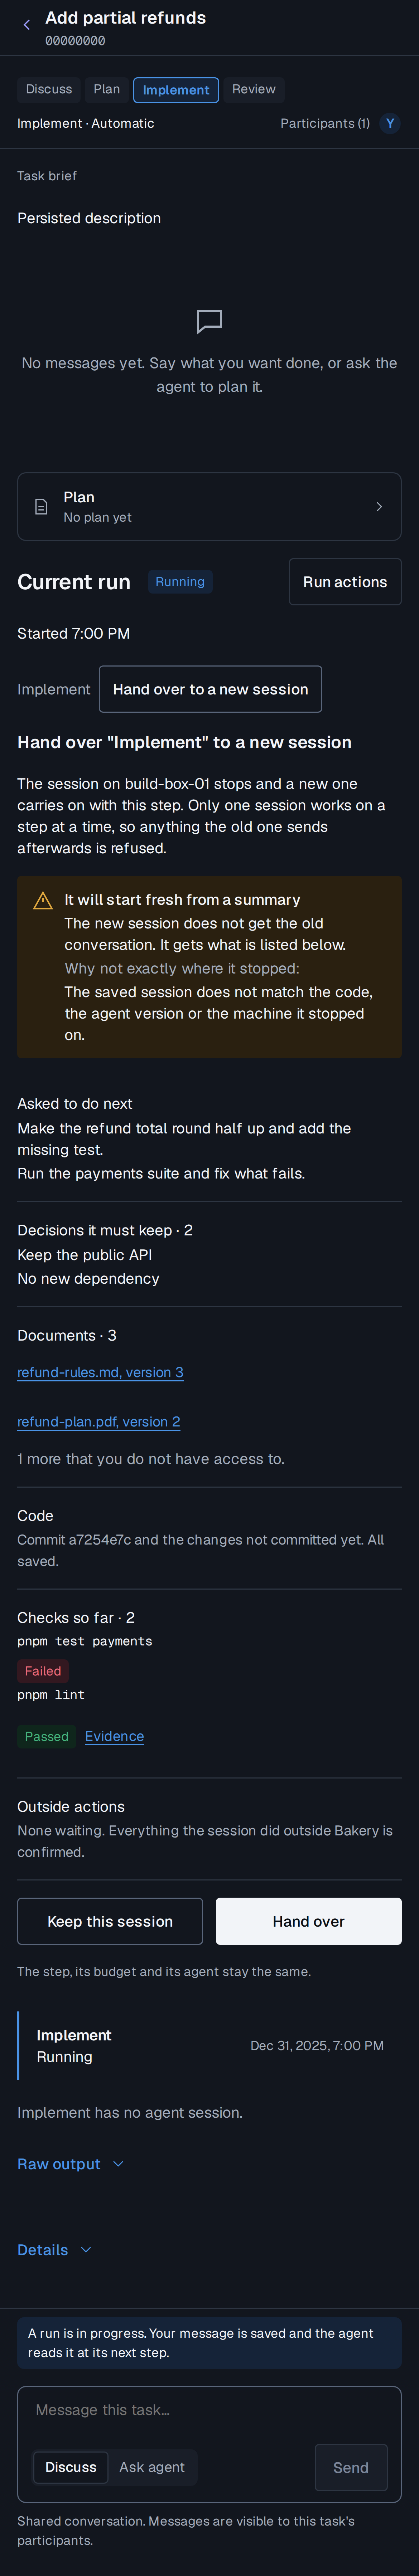 Add partial refunds
00000000
Discuss
Plan
Implement
Review
Implement · Automatic
Participants (1)
Y
Task brief
Persisted description
No messages yet. Say what you want done, or ask the
agent to plan it.
Plan
No plan yet
Current run
Running
Run actions
Started 7:00 PM
Implement
Hand over to a new session
Hand over "Implement" to a new session
The session on build-box-01 stops and a new one
carries on with this step. Only one session works on a
step at a time, so anything the old one sends
afterwards is refused.
It will start fresh from a summary
The new session does not get the old
conversation. It gets what is listed below.
Why not exactly where it stopped:
The saved session does not match the code,
the agent version or the machine it stopped
on.
Asked to do next
Make the refund total round half up and add the
missing test.
Run the payments suite and fix what fails.
Decisions it must keep · 2
Keep the public API
No new dependency
Documents · 3
refund-rules.md, version 3
refund-plan.pdf, version 2
1 more that you do not have access to.
Code
Commit a7254e7c and the changes not committed yet. All
saved.
Checks so far · 2
pnpm test payments
Failed
pnpm lint
Passed
Evidence
Outside actions
None waiting. Everything the session did outside Bakery is
confirmed.
Keep this session
Hand over
The step, its budget and its agent stay the same.
Implement
Running
Dec 31, 2025, 7:00 PM
Implement has no agent session.
Raw output
Details
A run is in progress. Your message is saved and the agent
reads it at its next step.
Message this task...
Discuss
Ask agent
Send
Shared conversation. Messages are visible to this task's
participants.